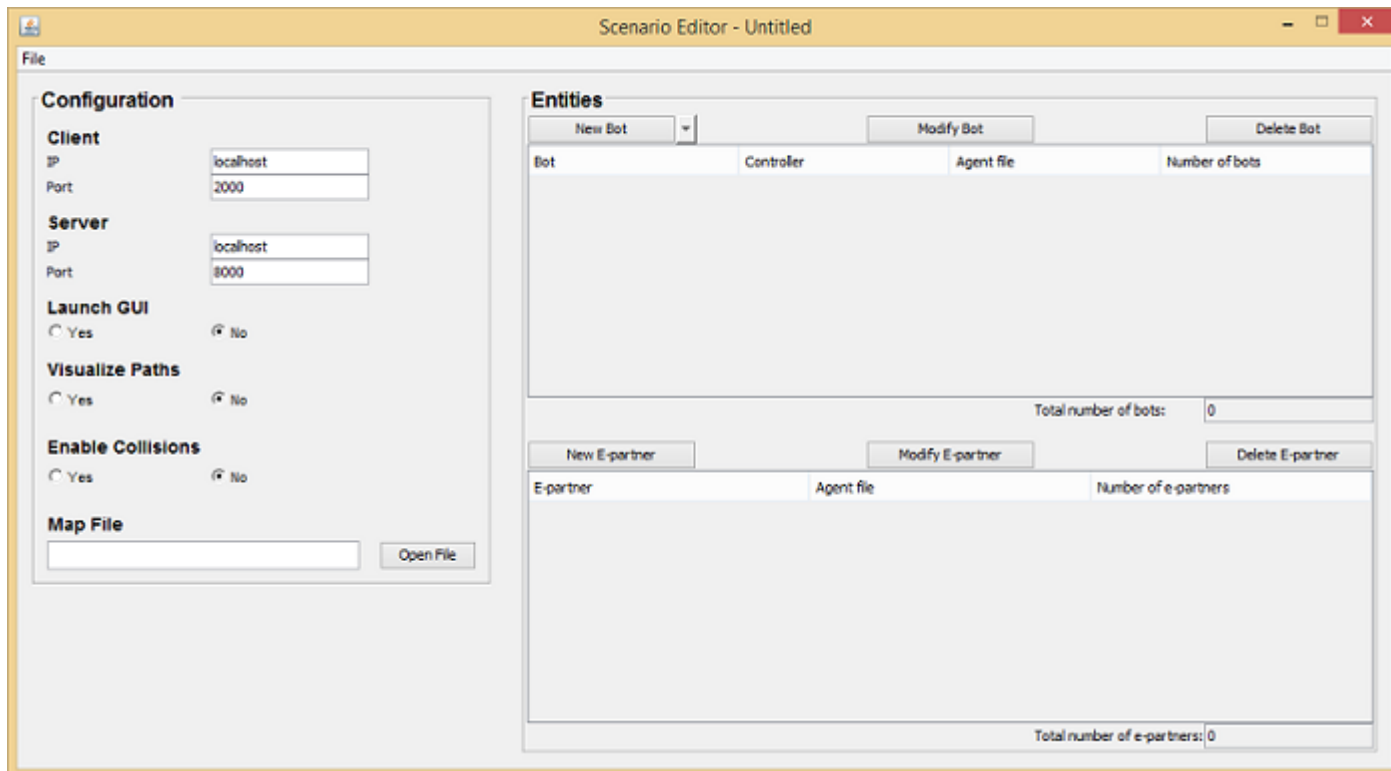 Scenario Editor - Untitled
File
Configuration
Client
IP localhost
Port 2000
Server
IP localhost
Port 8000
Launch GUI
Yes No
Visualize Paths
Yes No
Enable Collisions
Yes No
Map File
Open File
Entities
New Bot Modify Bot Delete Bot
Bot Controller Agent file Number of bots
Total number of bots: 0
New E-partner Modify E-partner Delete E-partner
E-partner Agent file Number of e-partners
Total number of e-partners: 0